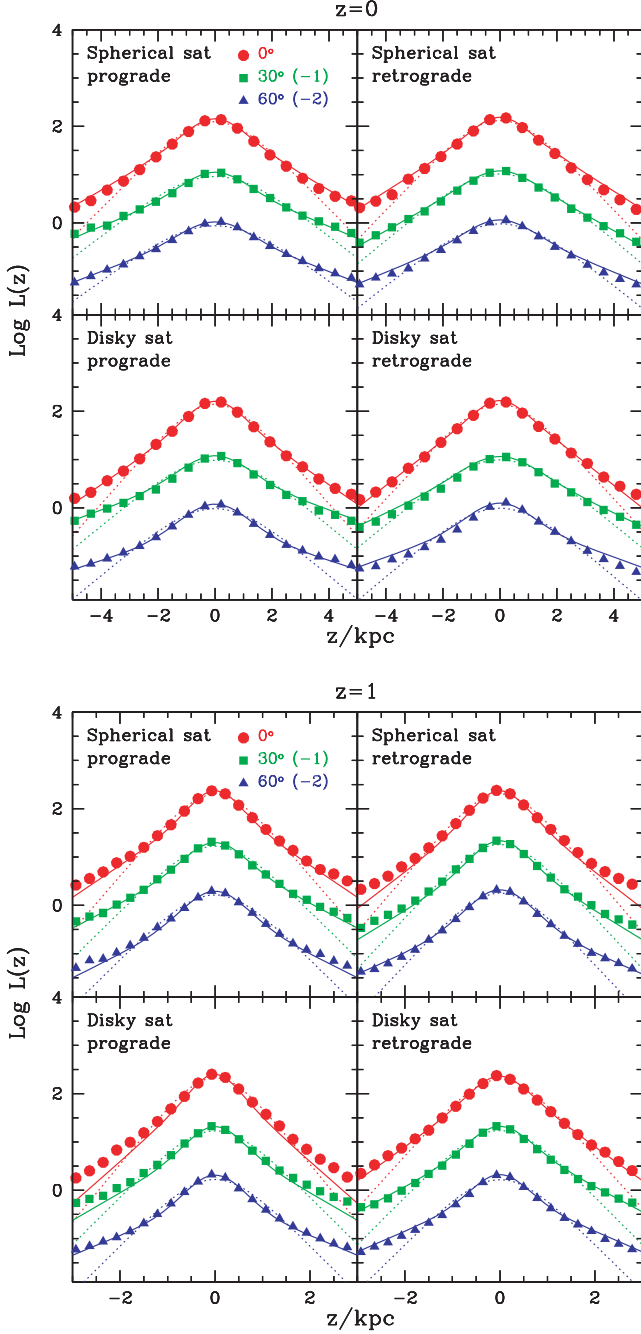 z=0
Spherical sat
prograde
0°
30° (-1)
60° (-2)
Spherical sat
retrograde
4
2
0
Disky sat
prograde
Disky sat
retrograde
4
2
0
Log L(z)
-4 -2 0 2 4 -4 -2 0 2 4
z/kpc
z=1
Spherical sat
prograde
0°
30° (-1)
60° (-2)
Spherical sat
retrograde
4
2
0
Disky sat
prograde
Disky sat
retrograde
4
2
0
Log L(z)
-2 0 2 -2 0 2
z/kpc